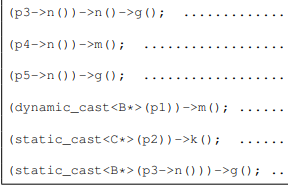 (p3->n())->n()->g(); .............
(p4->n())->m(); .................
(p5->n())->g(); .................
(dynamic_cast<B*>(p1))->m(); ......
(static_cast<C*>(p2))->k(); ......
(static_cast<B*>(p3->n()))->g(); ..